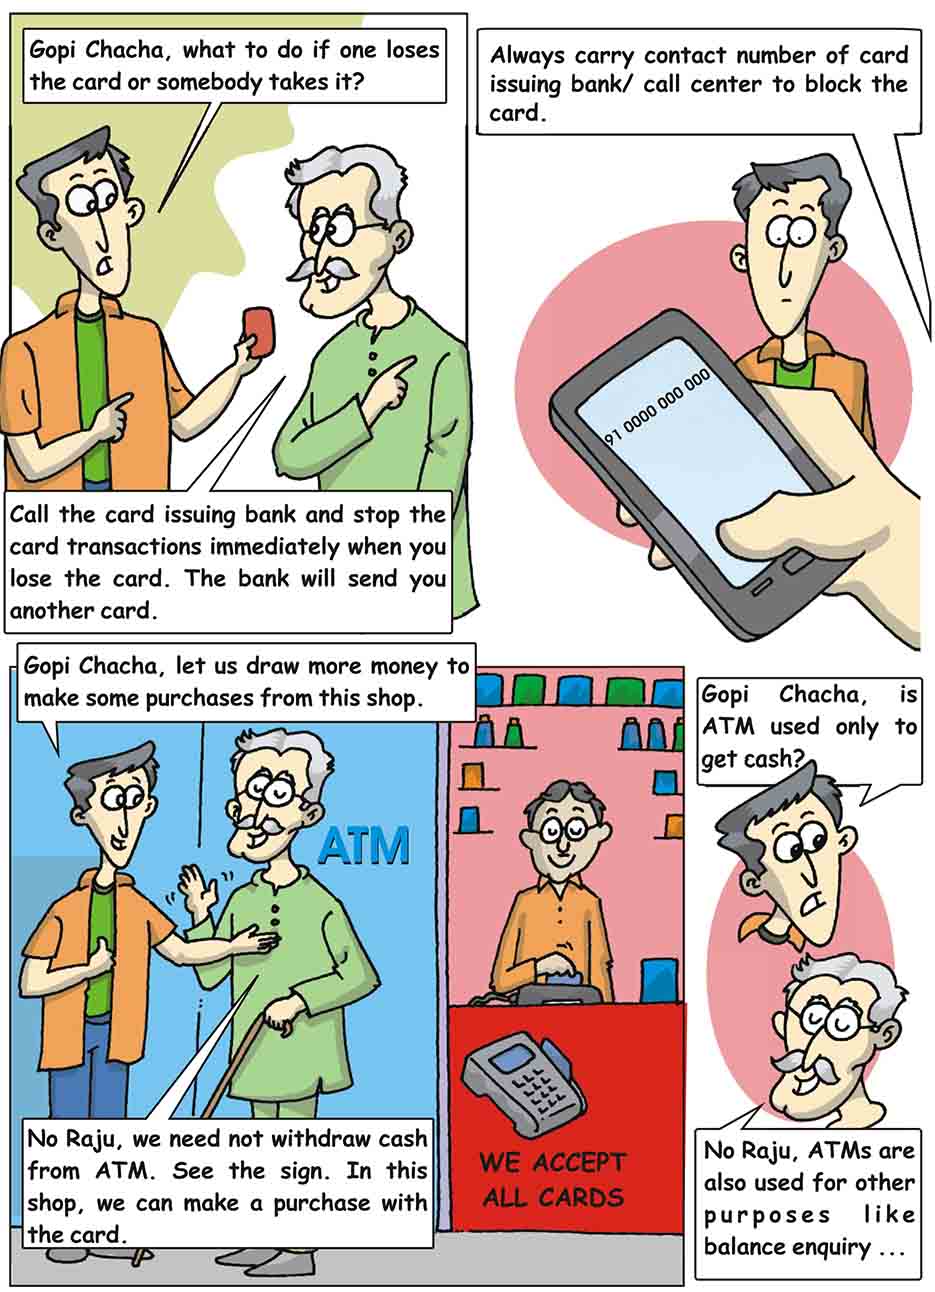 Gopi Chacha, what to do if one loses
the card or somebody takes it?
Always carry contact number of card
issuing bank/ call center to block the
card.
91 0000 000 000
Call the card issuing bank and stop the
card transactions immediately when you
lose the card. The bank will send you
another card.
Gopi Chacha, let us draw more money to
make some purchases from this shop.
ATM
No Raju, we need not withdraw cash
from ATM. See the sign. In this
shop, we can make a purchase with
the card.
WE ACCEPT
ALL CARDS
Gopi Chacha, is
ATM used only to
get cash?
No Raju, ATMs are
also used for other
purposes like
balance enquiry ...